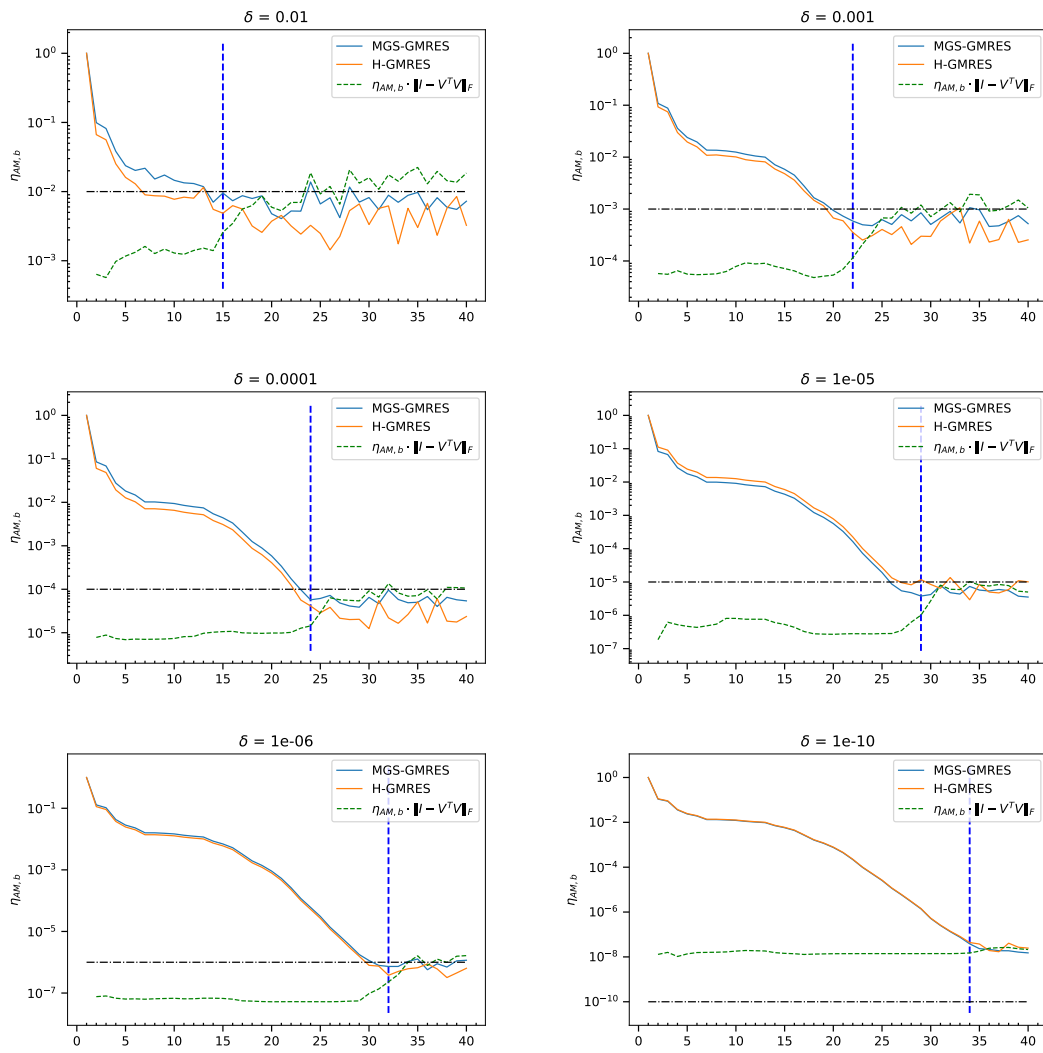 δ = 0.01
MGS-GMRES
H-GMRES
η_{AM,b} · ‖I − V^T V‖_F
η_{AM,b}
10^0
10^{-1}
10^{-2}
10^{-3}
0 5 10 15 20 25 30 35 40
δ = 0.001
MGS-GMRES
H-GMRES
η_{AM,b} · ‖I − V^T V‖_F
η_{AM,b}
10^0
10^{-1}
10^{-2}
10^{-3}
10^{-4}
0 5 10 15 20 25 30 35 40
δ = 0.0001
MGS-GMRES
H-GMRES
η_{AM,b} · ‖I − V^T V‖_F
η_{AM,b}
10^0
10^{-1}
10^{-2}
10^{-3}
10^{-4}
10^{-5}
0 5 10 15 20 25 30 35 40
δ = 1e-05
MGS-GMRES
H-GMRES
η_{AM,b} · ‖I − V^T V‖_F
η_{AM,b}
10^0
10^{-1}
10^{-2}
10^{-3}
10^{-4}
10^{-5}
10^{-6}
10^{-7}
0 5 10 15 20 25 30 35 40
δ = 1e-06
MGS-GMRES
H-GMRES
η_{AM,b} · ‖I − V^T V‖_F
η_{AM,b}
10^{-1}
10^{-3}
10^{-5}
10^{-7}
0 5 10 15 20 25 30 35 40
δ = 1e-10
MGS-GMRES
H-GMRES
η_{AM,b} · ‖I − V^T V‖_F
η_{AM,b}
10^0
10^{-2}
10^{-4}
10^{-6}
10^{-8}
10^{-10}
0 5 10 15 20 25 30 35 40